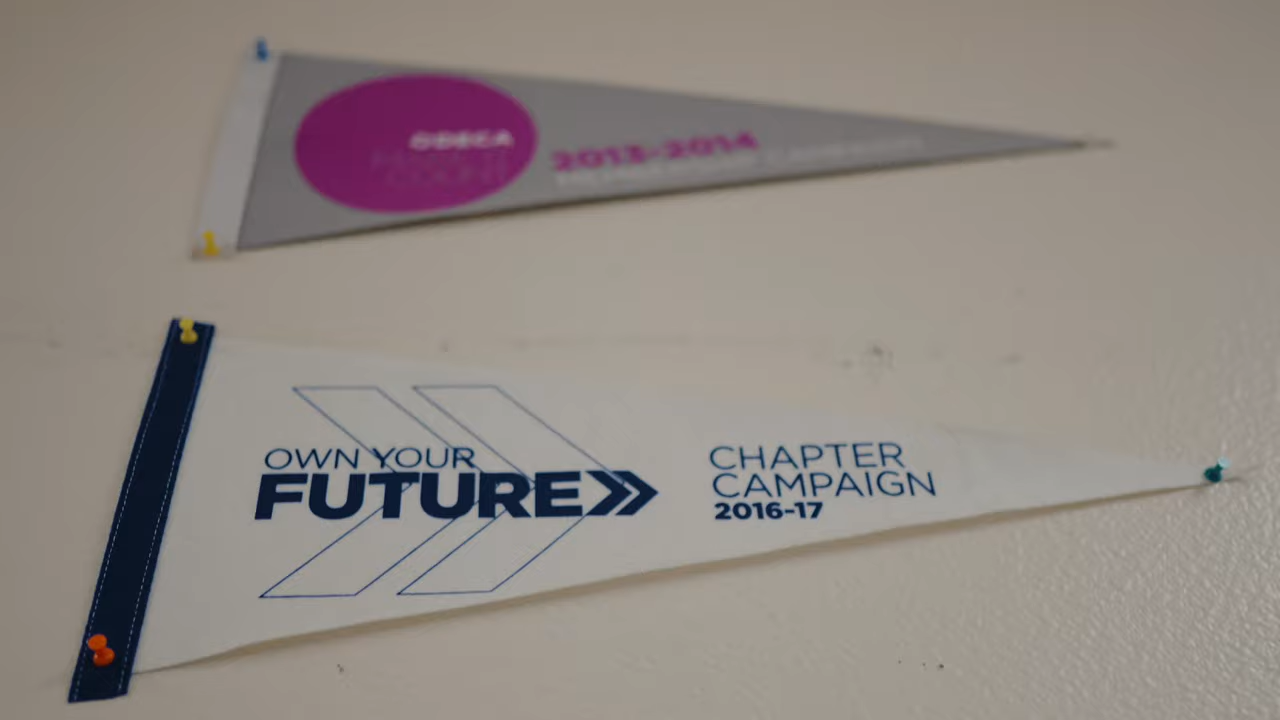 DECA
2013-2014
OWN YOUR
FUTURE
CHAPTER
CAMPAIGN
2016-17